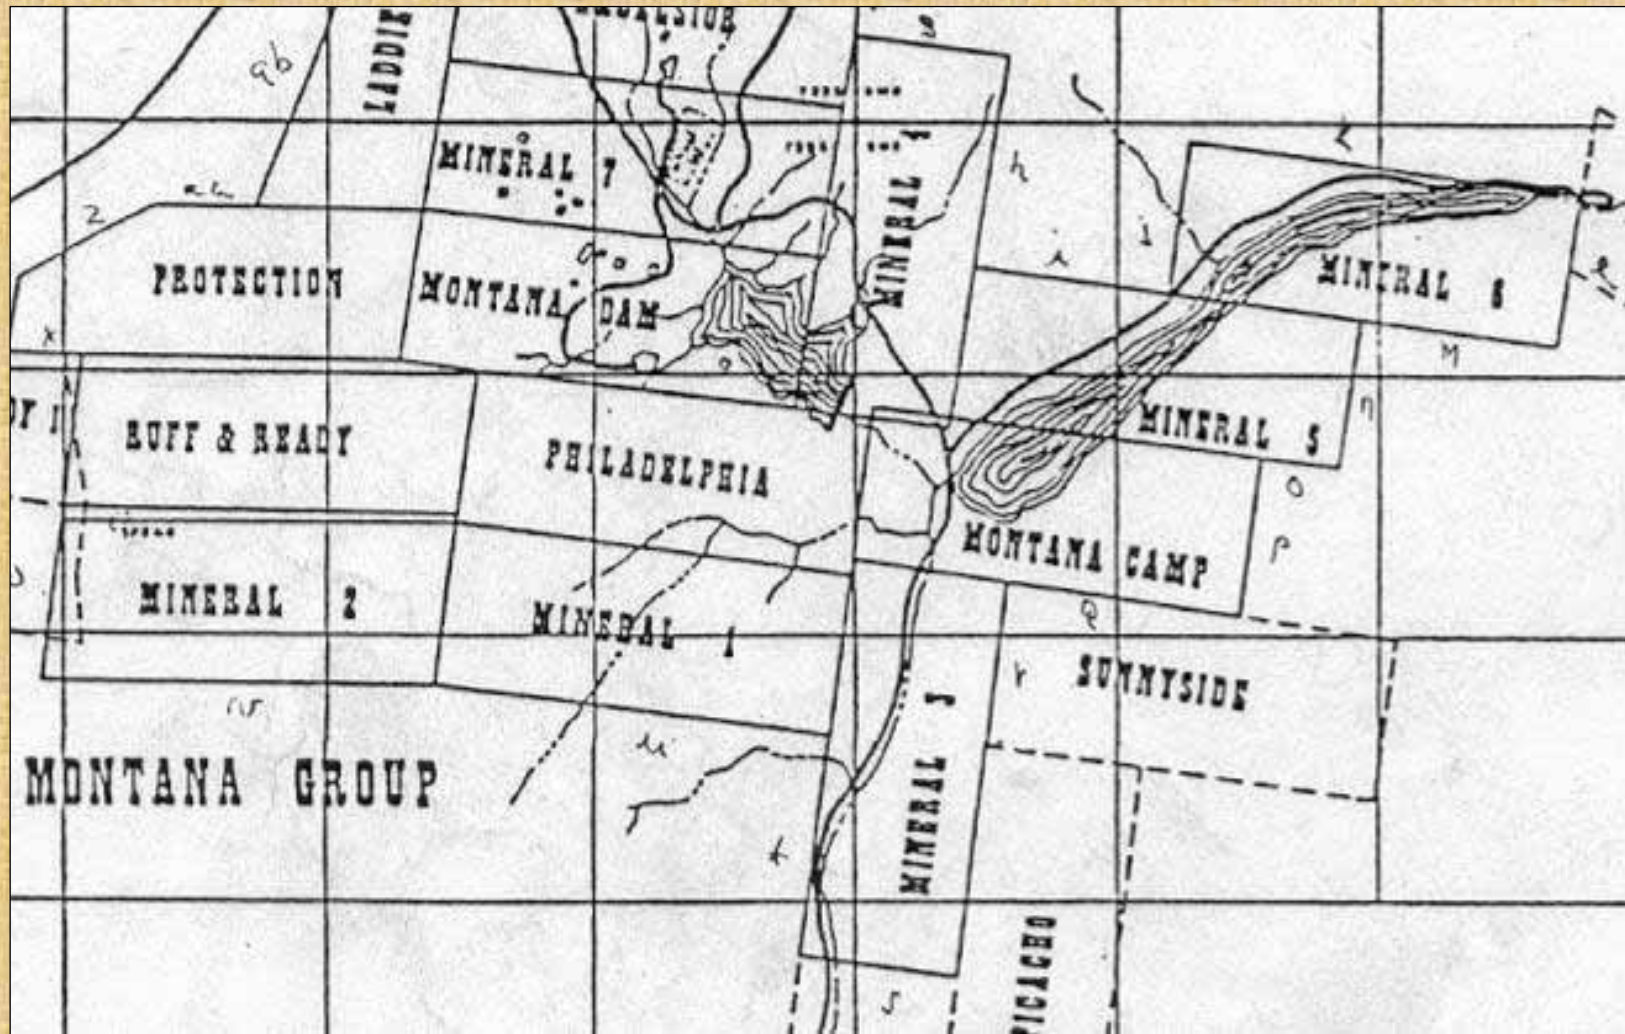 EXCELSIOR
LADDIE
MINERAL 7
MINERAL 4
PROTECTION
MONTANA DAM
MINERAL 6
RUFF & READY
PHILADELPHIA
MINERAL 5
MONTANA CAMP
MINERAL 2
MINERAL 1
SUNNYSIDE
MINERAL 3
MONTANA GROUP
PICACHO
z
x
h
i
M
n
O
P
Q
r
s